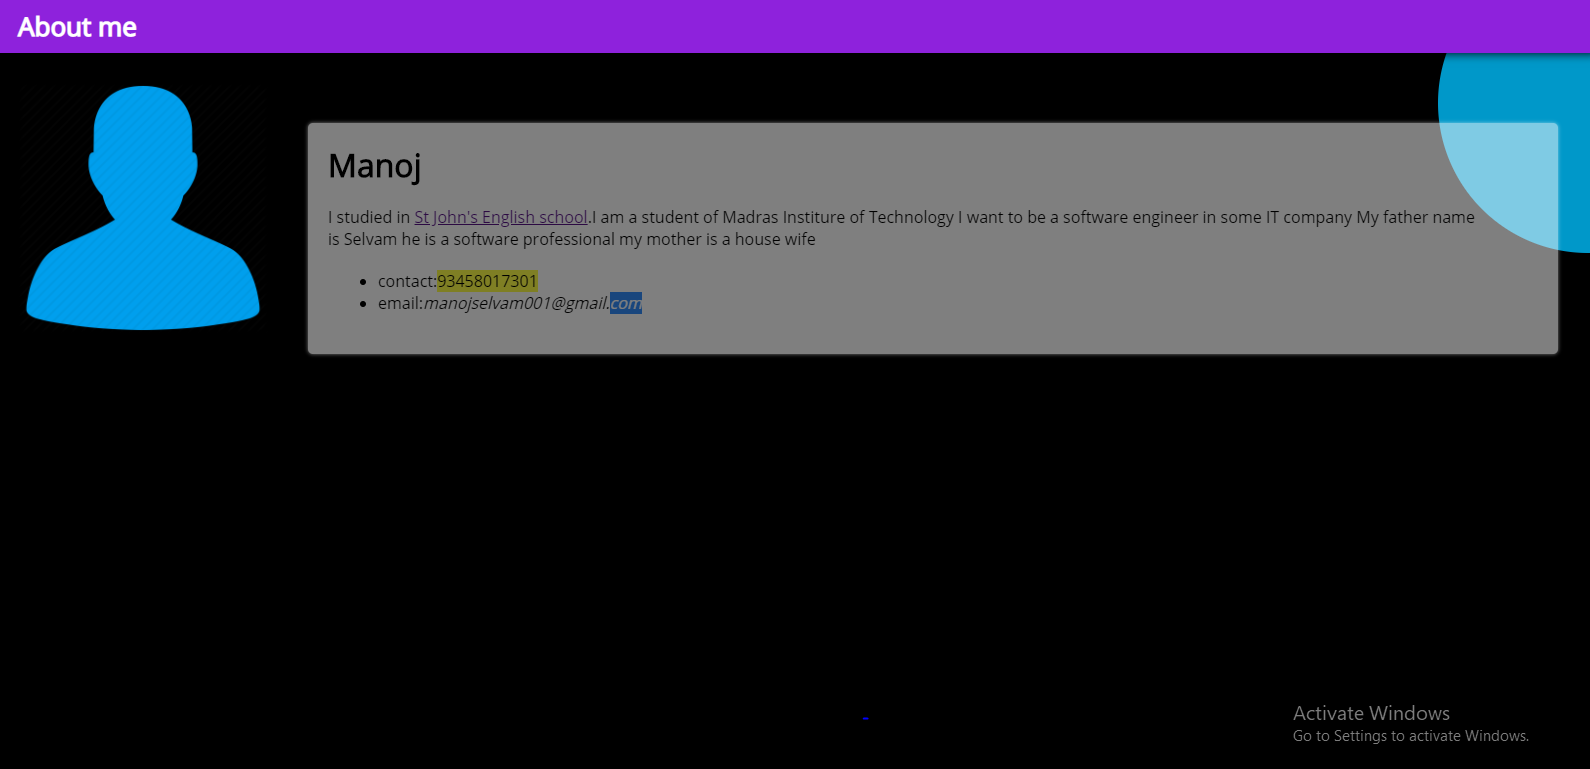 About me
Manoj
I studied in St John's English school.I am a student of Madras Institure of Technology I want to be a software engineer in some IT company My father name
is Selvam he is a software professional my mother is a house wife
contact:93458017301
email:manojselvam001@gmail.com
Activate Windows
Go to Settings to activate Windows.